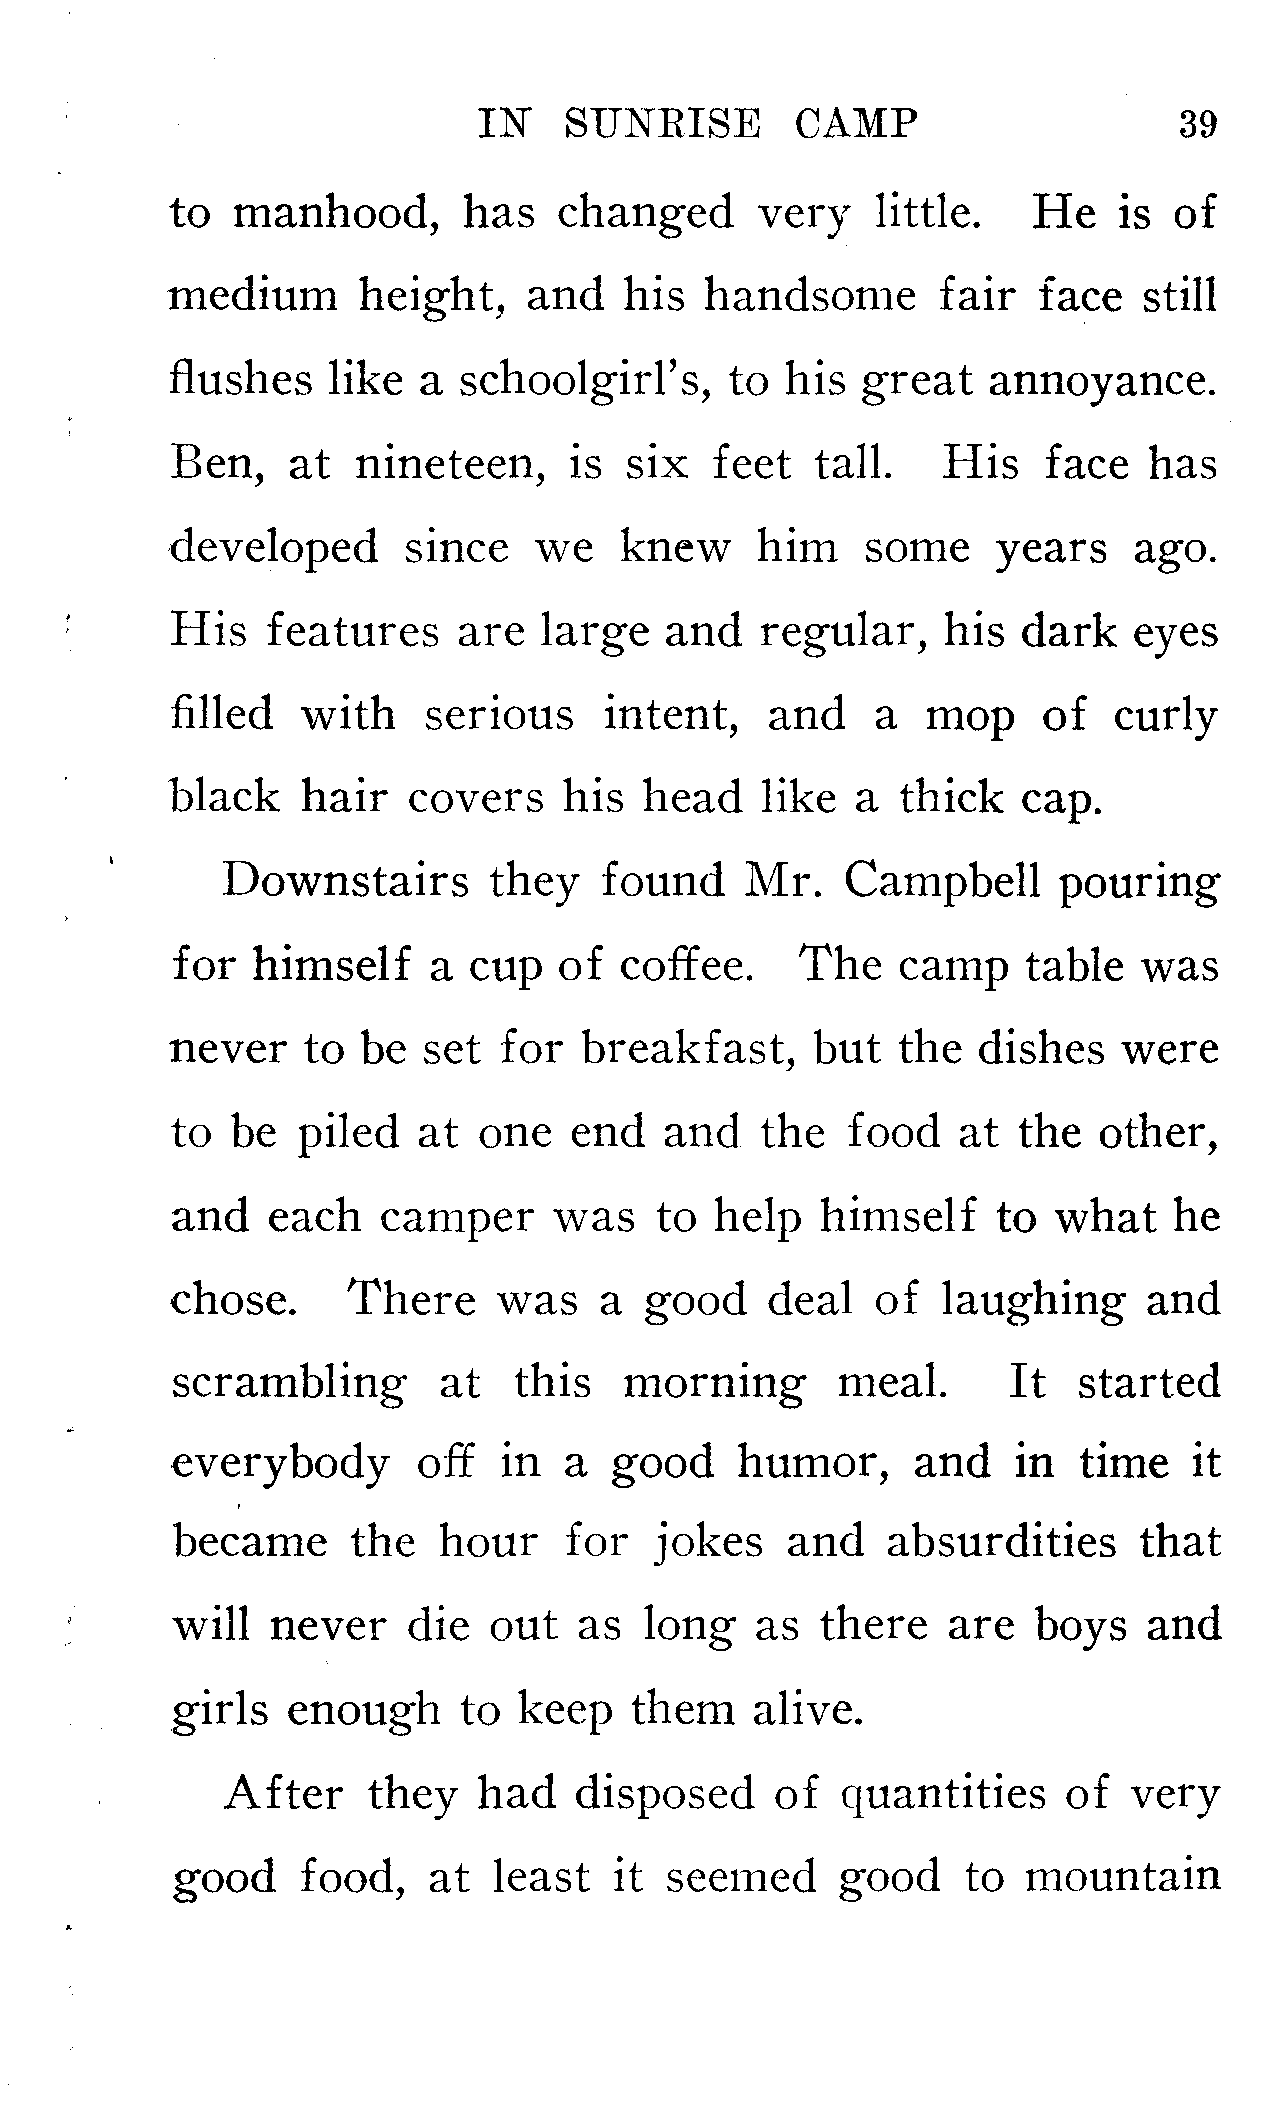 IN SUNRISE CAMP 39
to manhood, has changed very little. He is of
medium height, and his handsome fair face still
flushes like a schoolgirl's, to his great annoyance.
Ben, at nineteen, is six feet tall. His face has
developed since we knew him some years ago.
His features are large and regular, his dark eyes
filled with serious intent, and a mop of curly
black hair covers his head like a thick cap.
Downstairs they found Mr. Campbell pouring
for himself a cup of coffee. The camp table was
never to be set for breakfast, but the dishes were
to be piled at one end and the food at the other,
and each camper was to help himself to what he
chose. There was a good deal of laughing and
scrambling at this morning meal. It started
everybody off in a good humor, and in time it
became the hour for jokes and absurdities that
will never die out as long as there are boys and
girls enough to keep them alive.
After they had disposed of quantities of very
good food, at least it seemed good to mountain